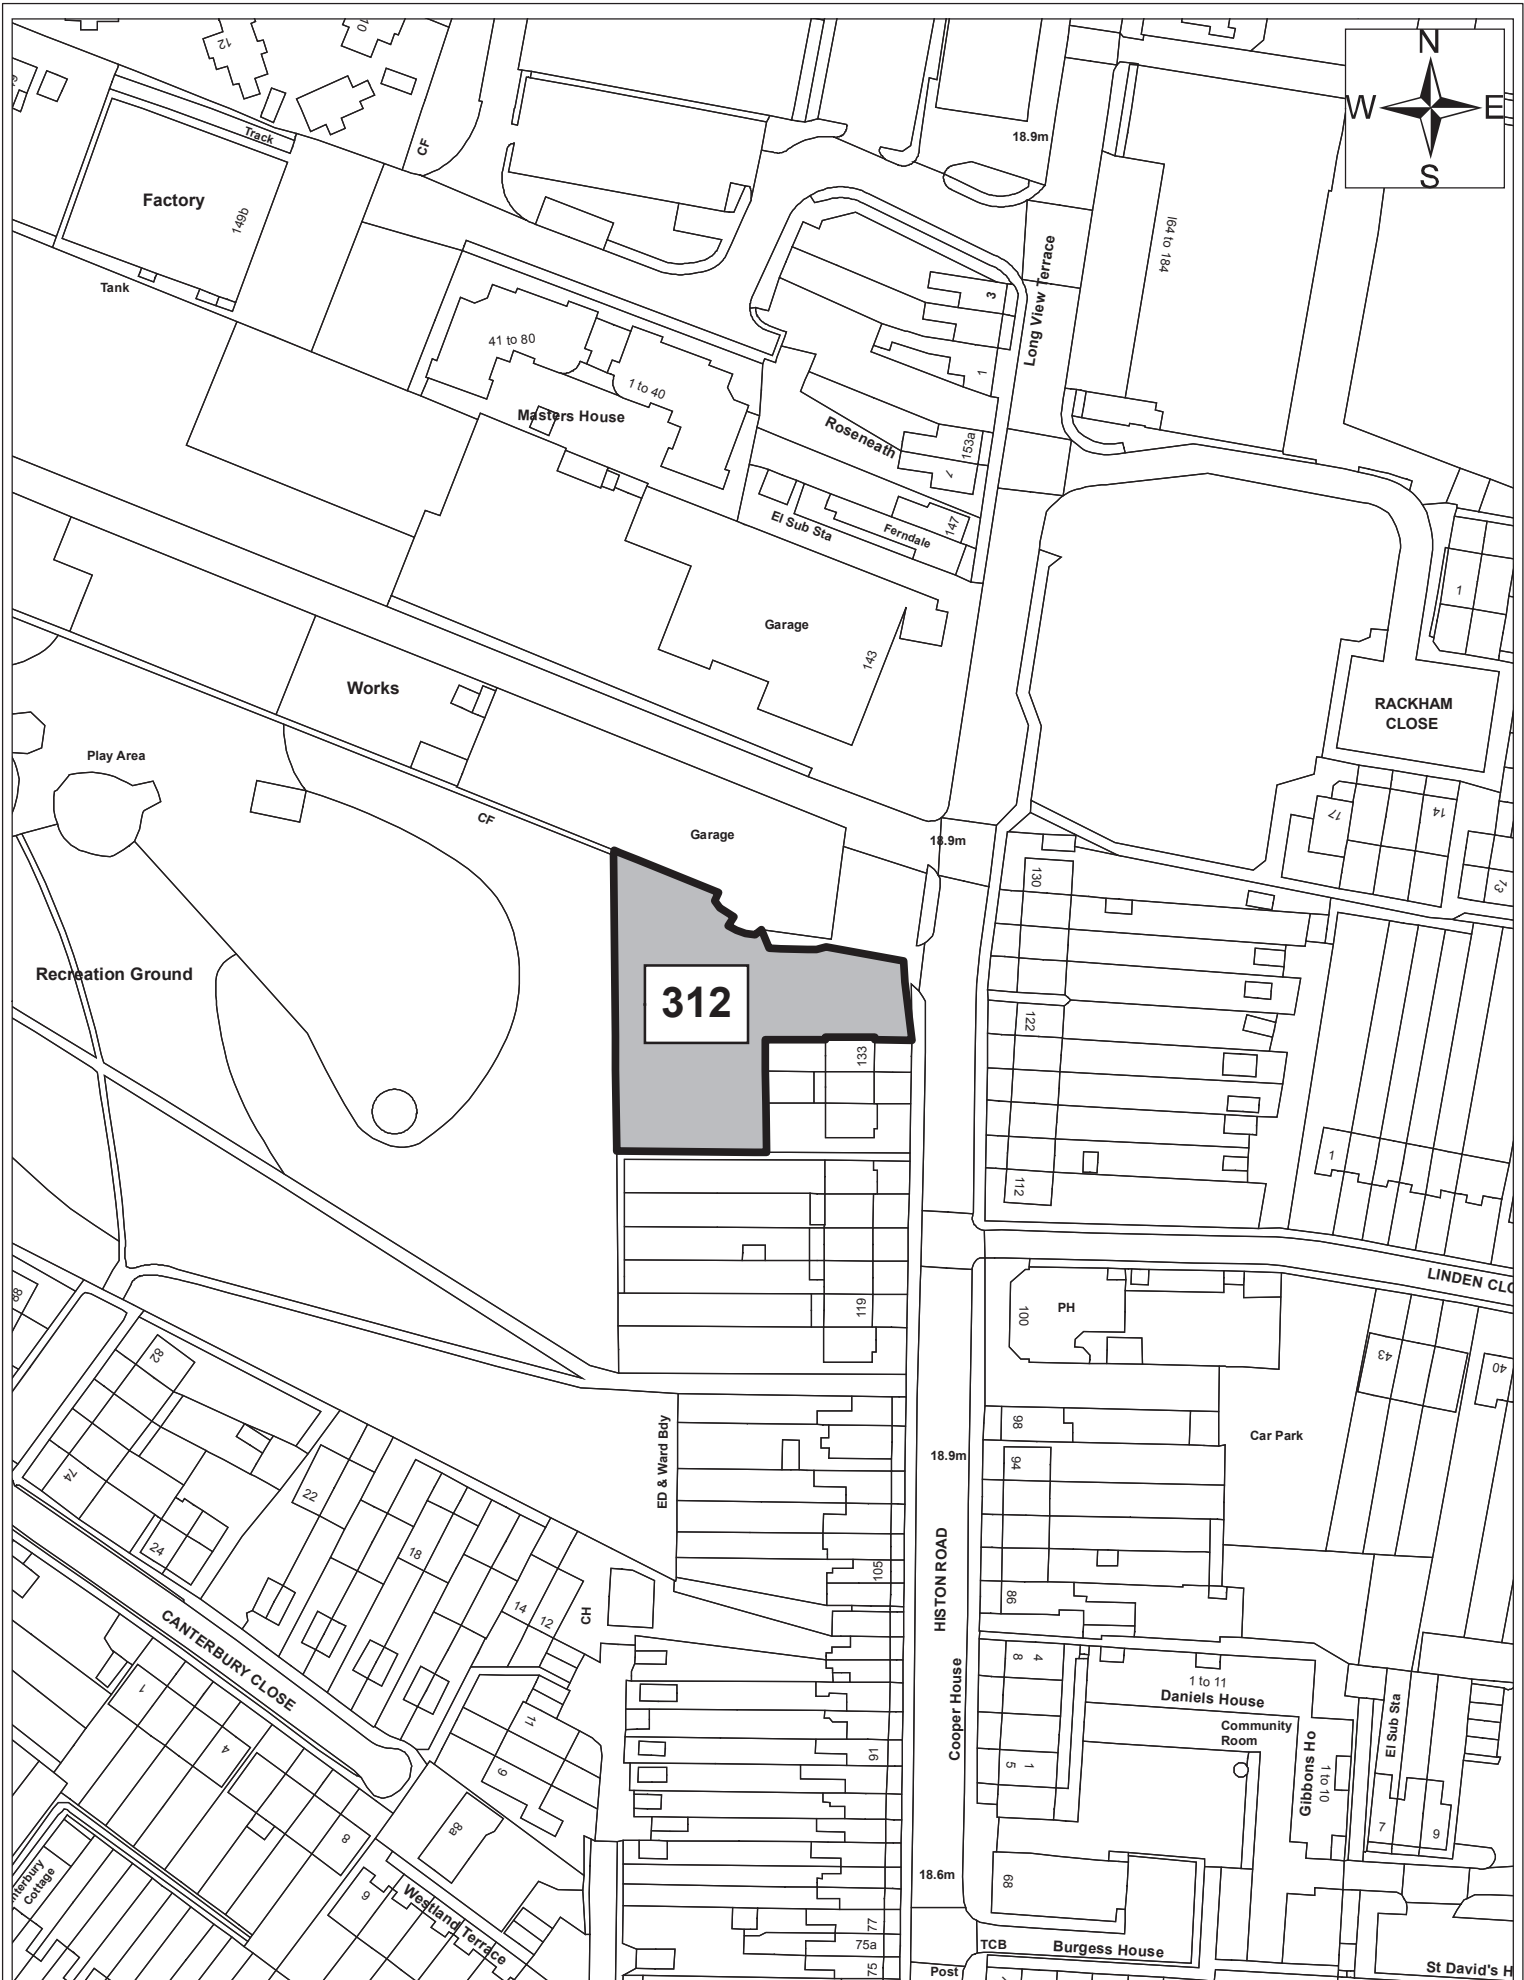 N
W E
S
12
10
Track
CF
18.9m
Factory
149b
Tank
164 to 184
Long View Terrace
3
41 to 80
1 to 40
1
Masters House
Roseneath
153a
7
El Sub Sta
Ferndale
147
1
Garage
143
Works
RACKHAM
CLOSE
Play Area
CF
Garage
18.9m
17
14
130
13
Recreation Ground
312
122
133
1
112
LINDEN CLO
119
PH
100
88
82
43
40
ED & Ward Bdy
98
Car Park
18.9m
94
74
22
24
18
105
HISTON ROAD
86
14
12
CH
CANTERBURY CLOSE
8 4
1 to 11
Daniels House
Community
Room
Cooper House
El Sub Sta
1
11
4
91
5 1
Gibbons Ho
1 to 10
9
8
8a
7
9
nterbury
Cottage
9
Westland Terrace
18.6m
68
77
75a
75
TCB
Burgess House
Post
St David's H